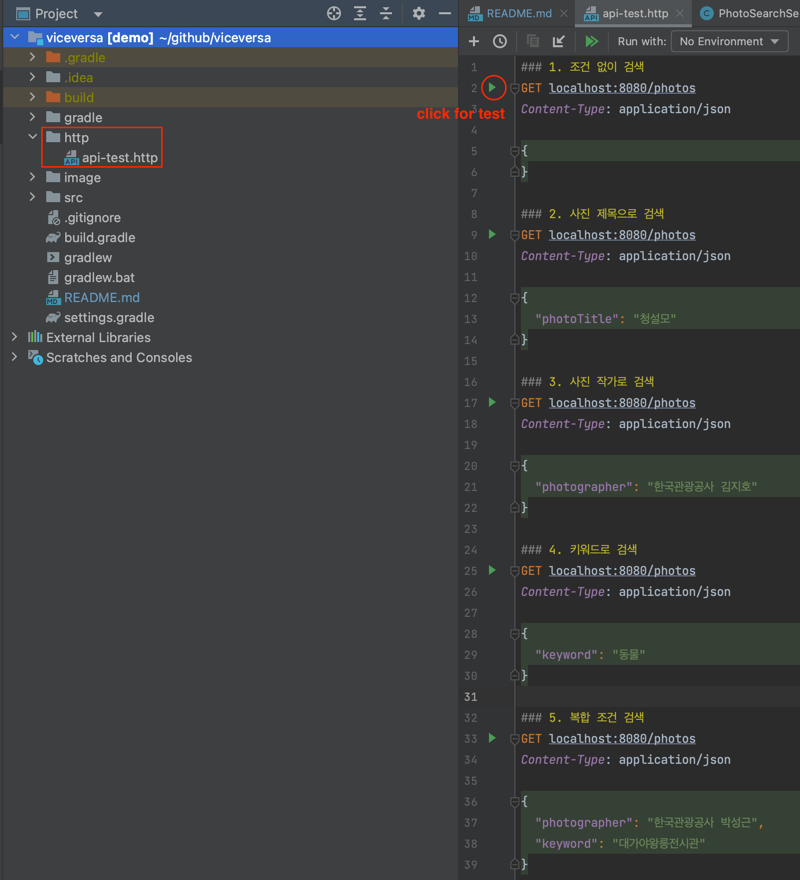 Project
viceversa [demo] ~/github/viceversa
.gradle
.idea
build
gradle
http
api-test.http
image
src
.gitignore
build.gradle
gradlew
gradlew.bat
README.md
settings.gradle
External Libraries
Scratches and Consoles
README.md
api-test.http
PhotoSearchSe
Run with: No Environment
click for test
1 ### 1. 조건 없이 검색
2 GET localhost:8080/photos
3 Content-Type: application/json
4
5 {
6 }
7
8 ### 2. 사진 제목으로 검색
9 GET localhost:8080/photos
10 Content-Type: application/json
11
12 {
13 "photoTitle": "청설모"
14 }
15
16 ### 3. 사진 작가로 검색
17 GET localhost:8080/photos
18 Content-Type: application/json
19
20 {
21 "photographer": "한국관광공사 김지호"
22 }
23
24 ### 4. 키워드로 검색
25 GET localhost:8080/photos
26 Content-Type: application/json
27
28 {
29 "keyword": "동물"
30 }
31
32 ### 5. 복합 조건 검색
33 GET localhost:8080/photos
34 Content-Type: application/json
35
36 {
37 "photographer": "한국관광공사 박성근",
38 "keyword": "대가야왕릉전시관"
39 }